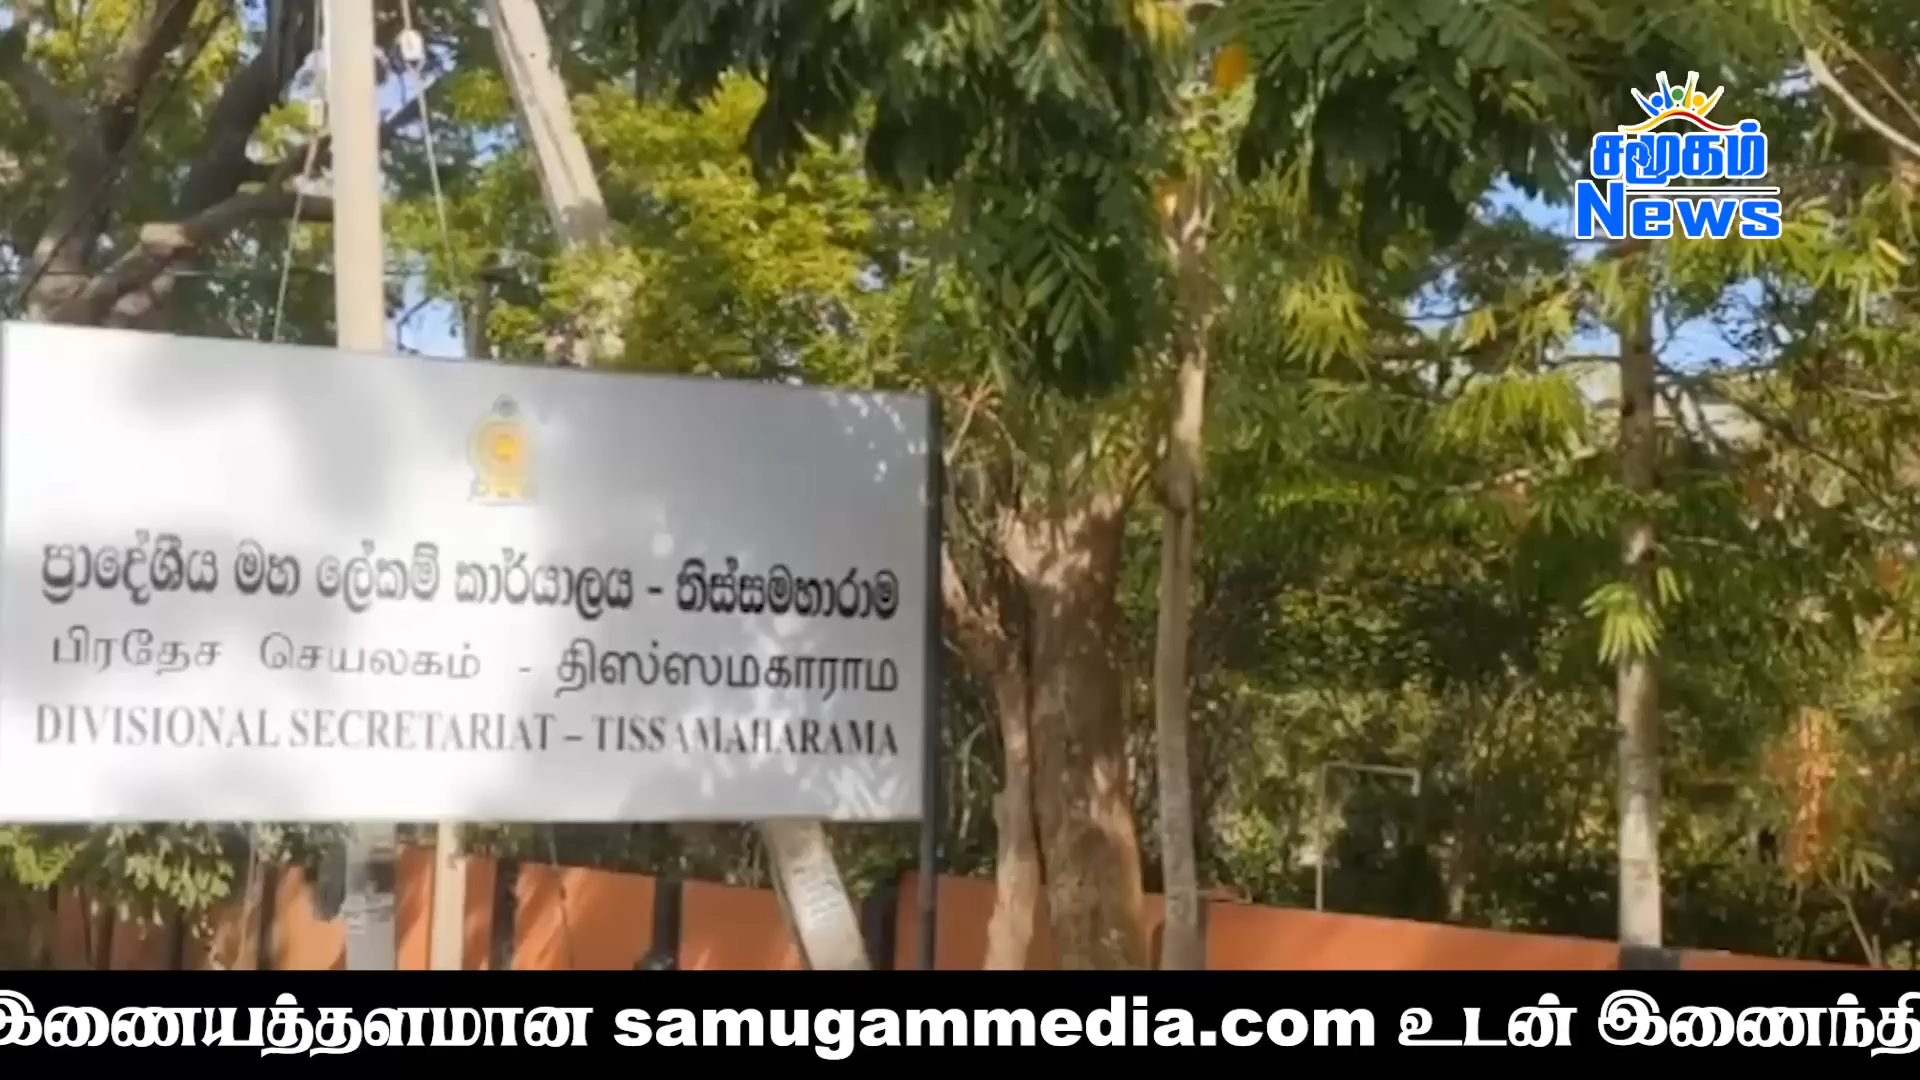 சமூகம்
News
ප්‍රාදේශීය මහ ලේකම් කාර්යාලය - තිස්සමහාරාම
பிரதேச செயலகம் - திஸ்ஸமகாராம
DIVISIONAL SECRETARIAT – TISSAMAHARAMA
இணையத்தளமான samugammedia.com உடன் இணைந்தி